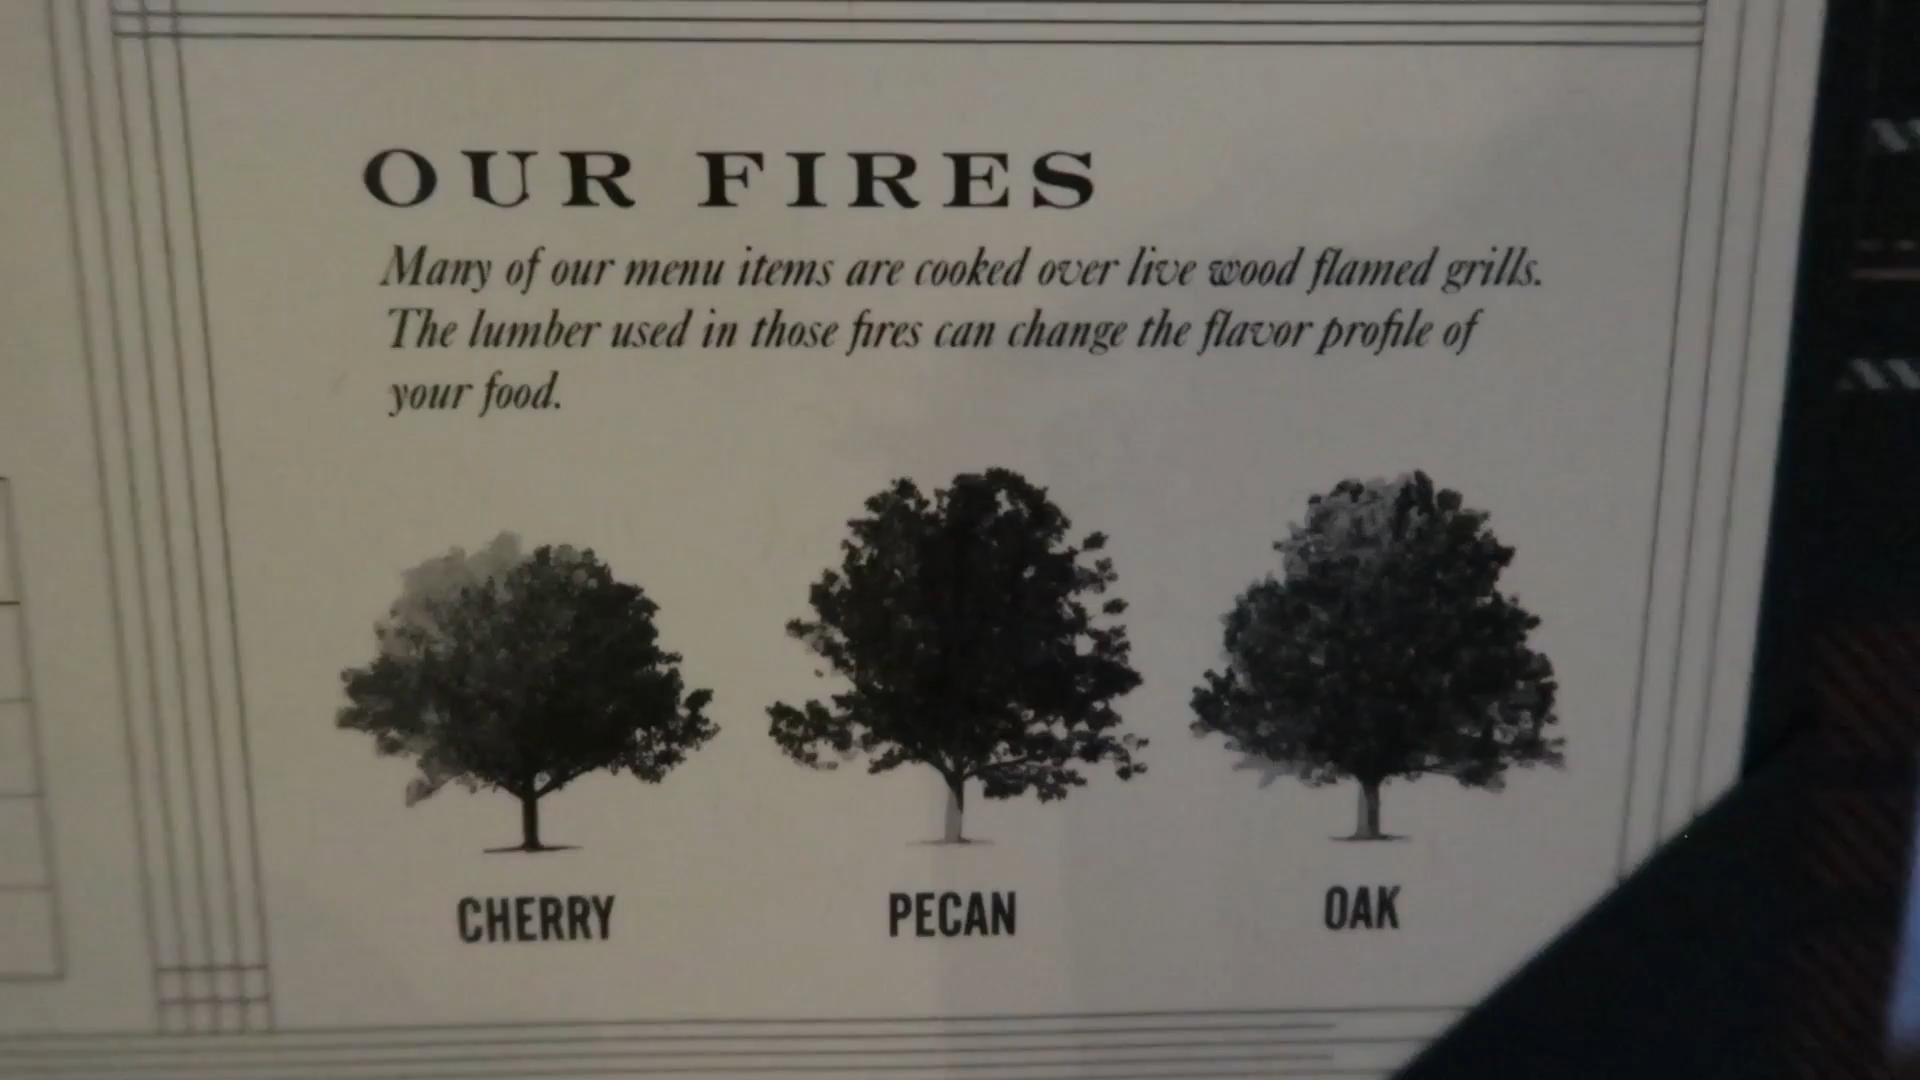 OUR FIRES
Many of our menu items are cooked over live wood flamed grills.
The lumber used in those fires can change the flavor profile of
your food.
CHERRY
PECAN
OAK